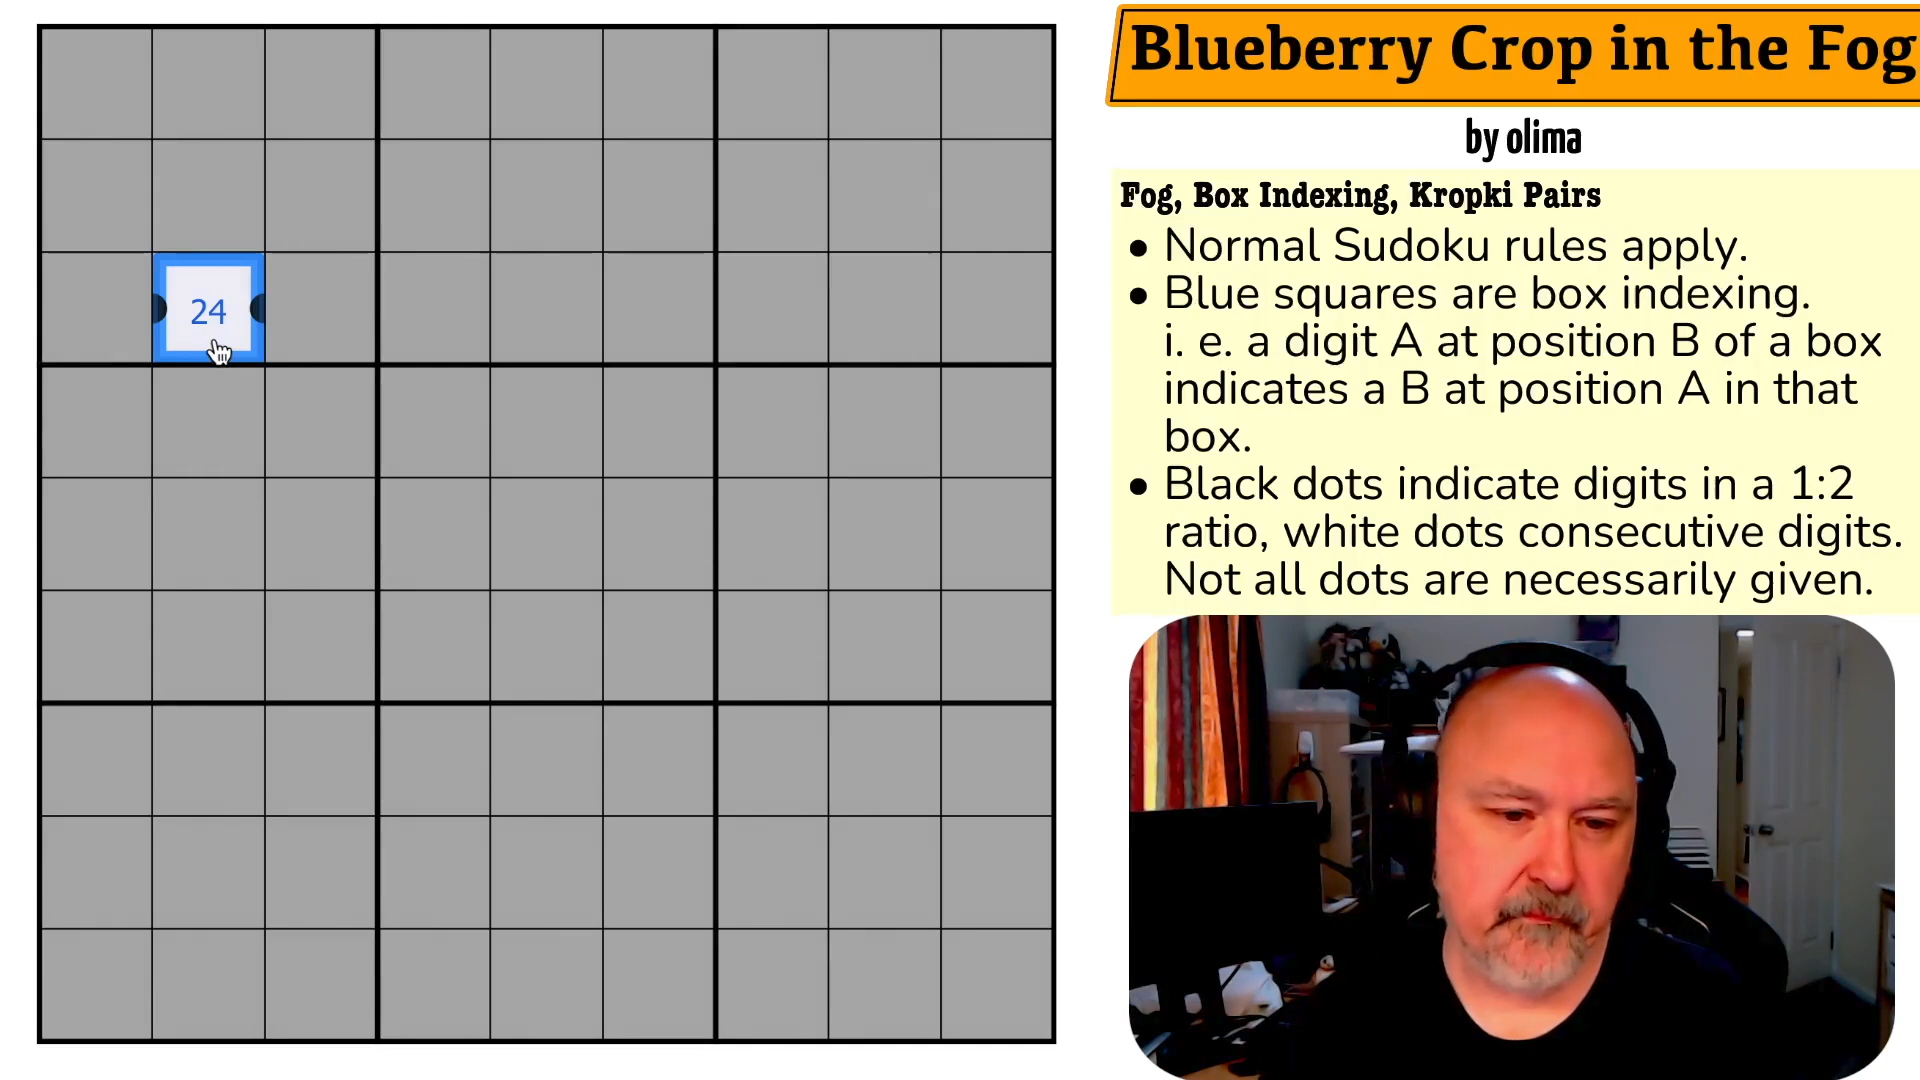 Blueberry Crop in the Fog
by olima
Fog, Box Indexing, Kropki Pairs
• Normal Sudoku rules apply.
• Blue squares are box indexing.
i. e. a digit A at position B of a box
indicates a B at position A in that
box.
• Black dots indicate digits in a 1:2
ratio, white dots consecutive digits.
Not all dots are necessarily given.
24